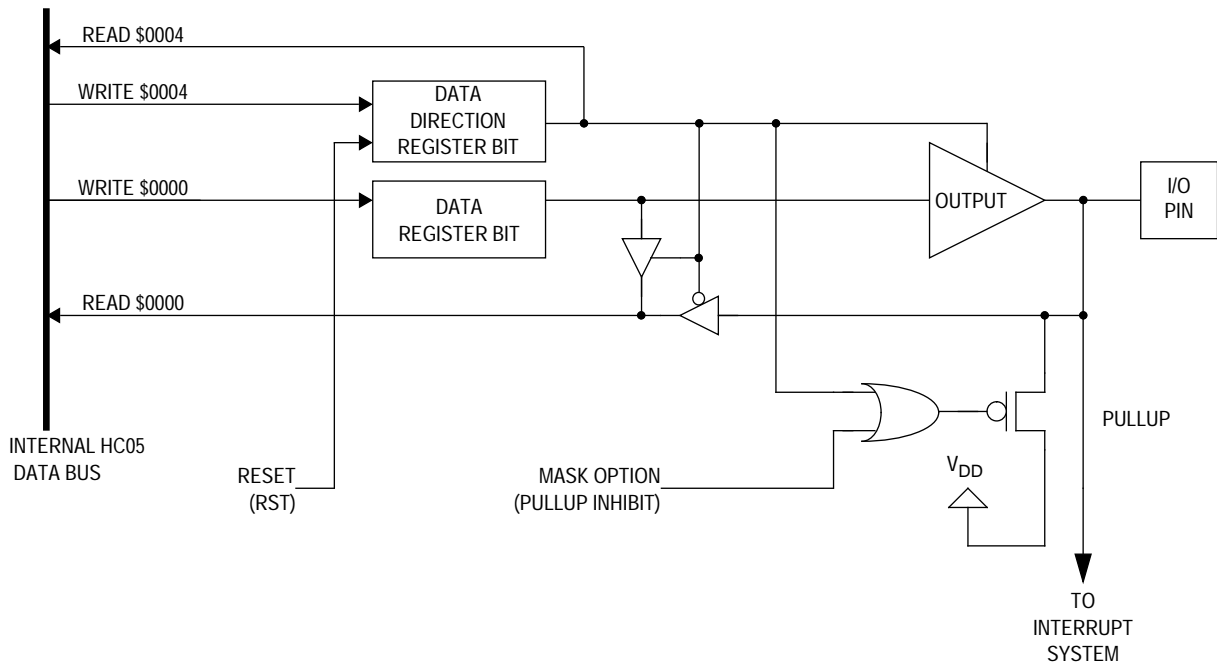 READ $0004
WRITE $0004
DATA
DIRECTION
REGISTER BIT
WRITE $0000
DATA
REGISTER BIT
OUTPUT
I/O
PIN
READ $0000
INTERNAL HC05
DATA BUS
RESET
(RST)
MASK OPTION
(PULLUP INHIBIT)
VDD
PULLUP
TO
INTERRUPT
SYSTEM